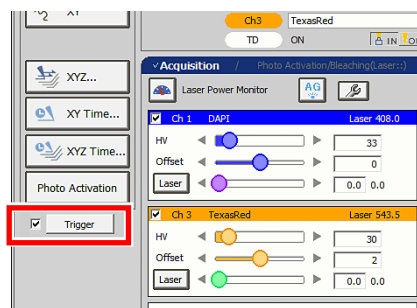 XY
Ch3 TexasRed
TD ON IN
Acquisition / Photo Activation/Bleaching(Laser::)
XYZ...
Laser Power Monitor AG
XY Time...
Ch 1 DAPI Laser 408.0
HV 33
XYZ Time...
Offset 0
Photo Activation
Laser 0.0 0.0
Trigger
Ch 3 TexasRed Laser 543.5
HV 30
Offset 2
Laser 0.0 0.0